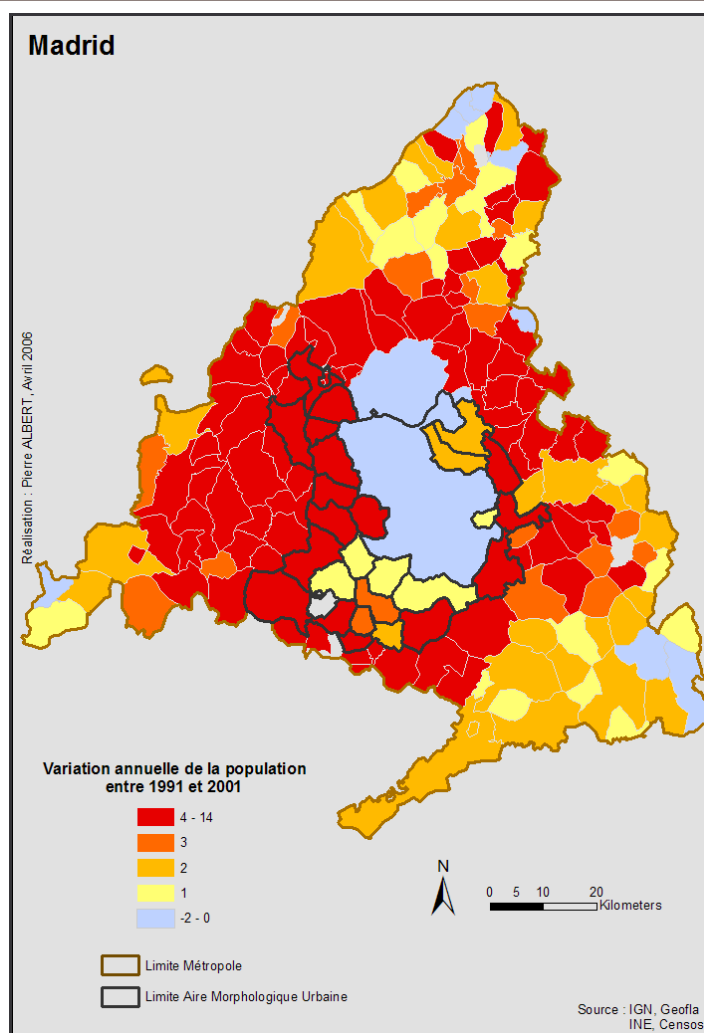 Madrid
Réalisation : Pierre ALBERT, Avril 2006
Variation annuelle de la population
entre 1991 et 2001
4 - 14
3
2
1
-2 - 0
N
0 5 10 20
Kilometers
Limite Métropole
Limite Aire Morphologique Urbaine
Source : IGN, Geofla
INE, Censos